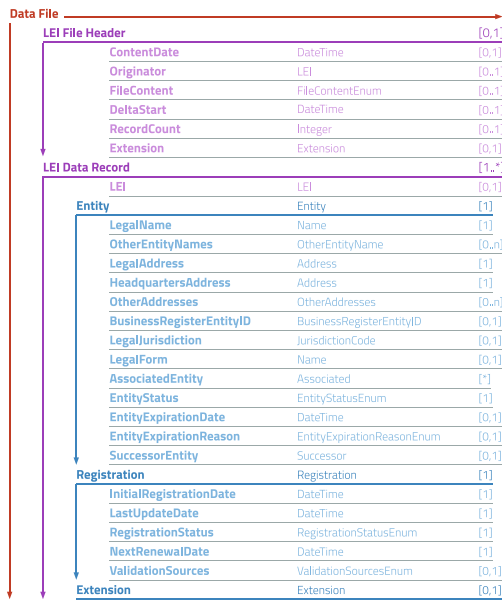 Data File
LEI File Header [0,1]
ContentDate DateTime [0,1]
Originator LEI [0..1]
FileContent FileContentEnum [0..1]
DeltaStart DateTime [0..1]
RecordCount Integer [0..1]
Extension Extension [0,1]
LEI Data Record [1..*]
LEI LEI [0,1]
Entity Entity [1]
LegalName Name [1]
OtherEntityNames OtherEntityName [0..n]
LegalAddress Address [1]
HeadquartersAddress Address [1]
OtherAddresses OtherAddresses [0..n]
BusinessRegisterEntityID BusinessRegisterEntityID [0,1]
LegalJurisdiction JurisdictionCode [0,1]
LegalForm Name [0,1]
AssociatedEntity Associated [*]
EntityStatus EntityStatusEnum [1]
EntityExpirationDate DateTime [0,1]
EntityExpirationReason EntityExpirationReasonEnum [0,1]
SuccessorEntity Successor [0,1]
Registration Registration [1]
InitialRegistrationDate DateTime [1]
LastUpdateDate DateTime [1]
RegistrationStatus RegistrationStatusEnum [1]
NextRenewalDate DateTime [1]
ValidationSources ValidationSourcesEnum [0,1]
Extension Extension [0,1]